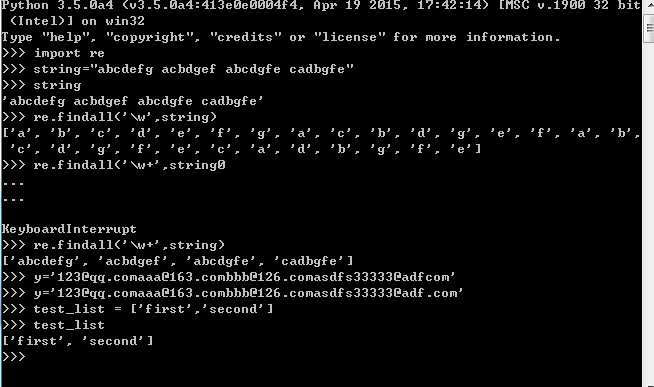 Python 3.5.0a4 (v3.5.0a4:413e0e0004f4, Apr 19 2015, 17:42:14) [MSC v.1900 32 bit
 (Intel)] on win32
Type "help", "copyright", "credits" or "license" for more information.
>>> import re
>>> string="abcdefg acbdgef abcdgfe cadbgfe"
>>> string
'abcdefg acbdgef abcdgfe cadbgfe'
>>> re.findall('\w',string)
['a', 'b', 'c', 'd', 'e', 'f', 'g', 'a', 'c', 'b', 'd', 'g', 'e', 'f', 'a', 'b',
 'c', 'd', 'g', 'f', 'e', 'c', 'a', 'd', 'b', 'g', 'f', 'e']
>>> re.findall('\w+',string0
...
...
KeyboardInterrupt
>>> re.findall('\w+',string)
['abcdefg', 'acbdgef', 'abcdgfe', 'cadbgfe']
>>> y='123@qq.comaaa@163.combbb@126.comasdfs33333@adfcom'
>>> y='123@qq.comaaa@163.combbb@126.comasdfs33333@adf.com'
>>> test_list = ['first','second']
>>> test_list
['first', 'second']
>>>